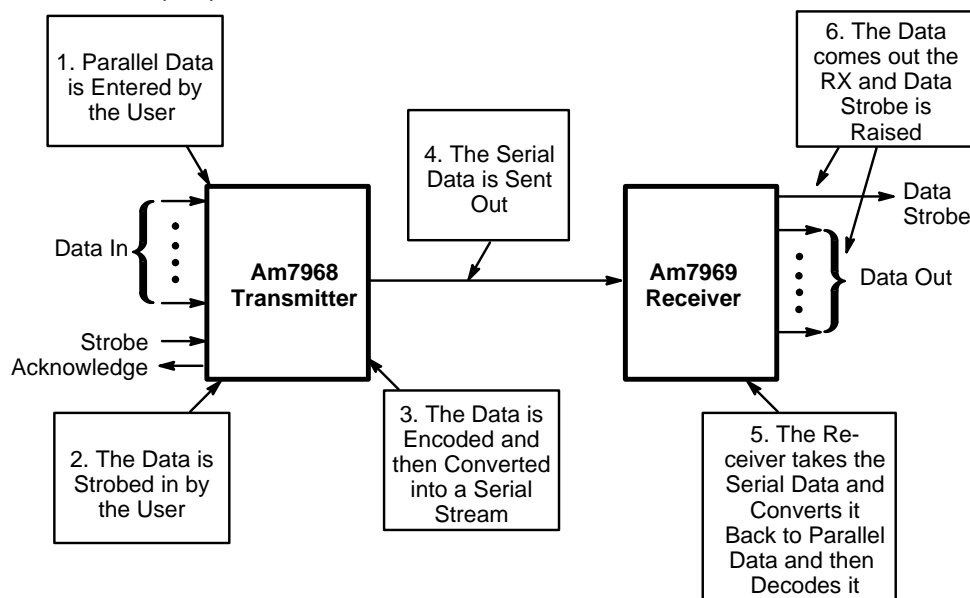 1. Parallel Data
is Entered by
the User
6. The Data
comes out the
RX and Data
Strobe is
Raised
4. The Serial
Data is Sent
Out
Data In
Strobe
Acknowledge
Am7968
Transmitter
Am7969
Receiver
Data
Strobe
Data Out
2. The Data is
Strobed in by
the User
3. The Data is
Encoded and
then Converted
into a Serial
Stream
5. The Re-
ceiver takes the
Serial Data and
Converts it
Back to Parallel
Data and then
Decodes it